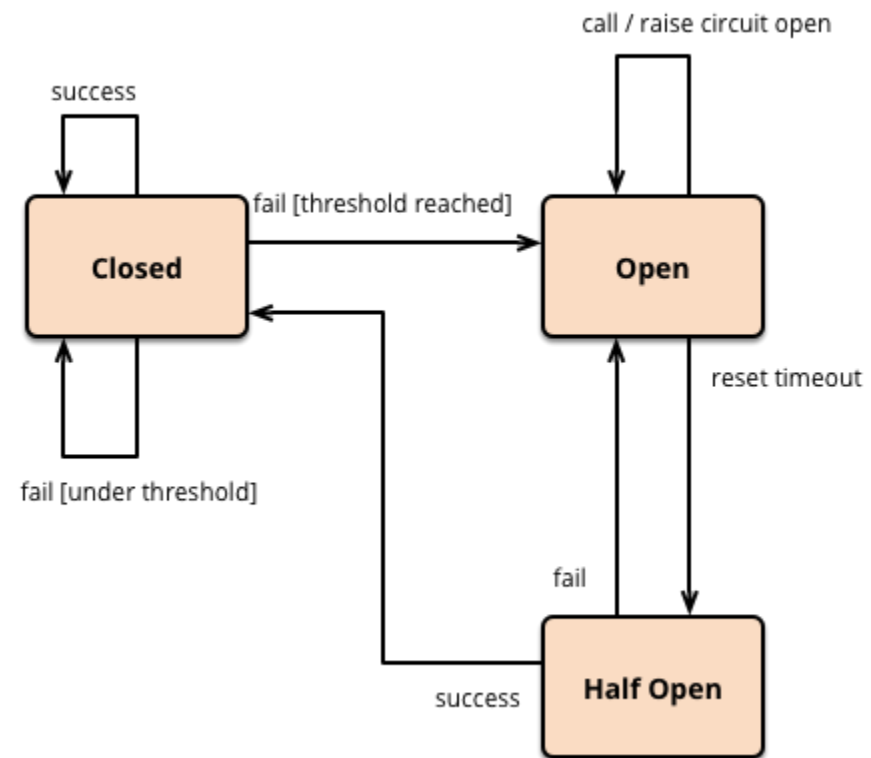 call / raise circuit open
success
fail [threshold reached]
Closed
Open
reset timeout
fail [under threshold]
fail
Half Open
success